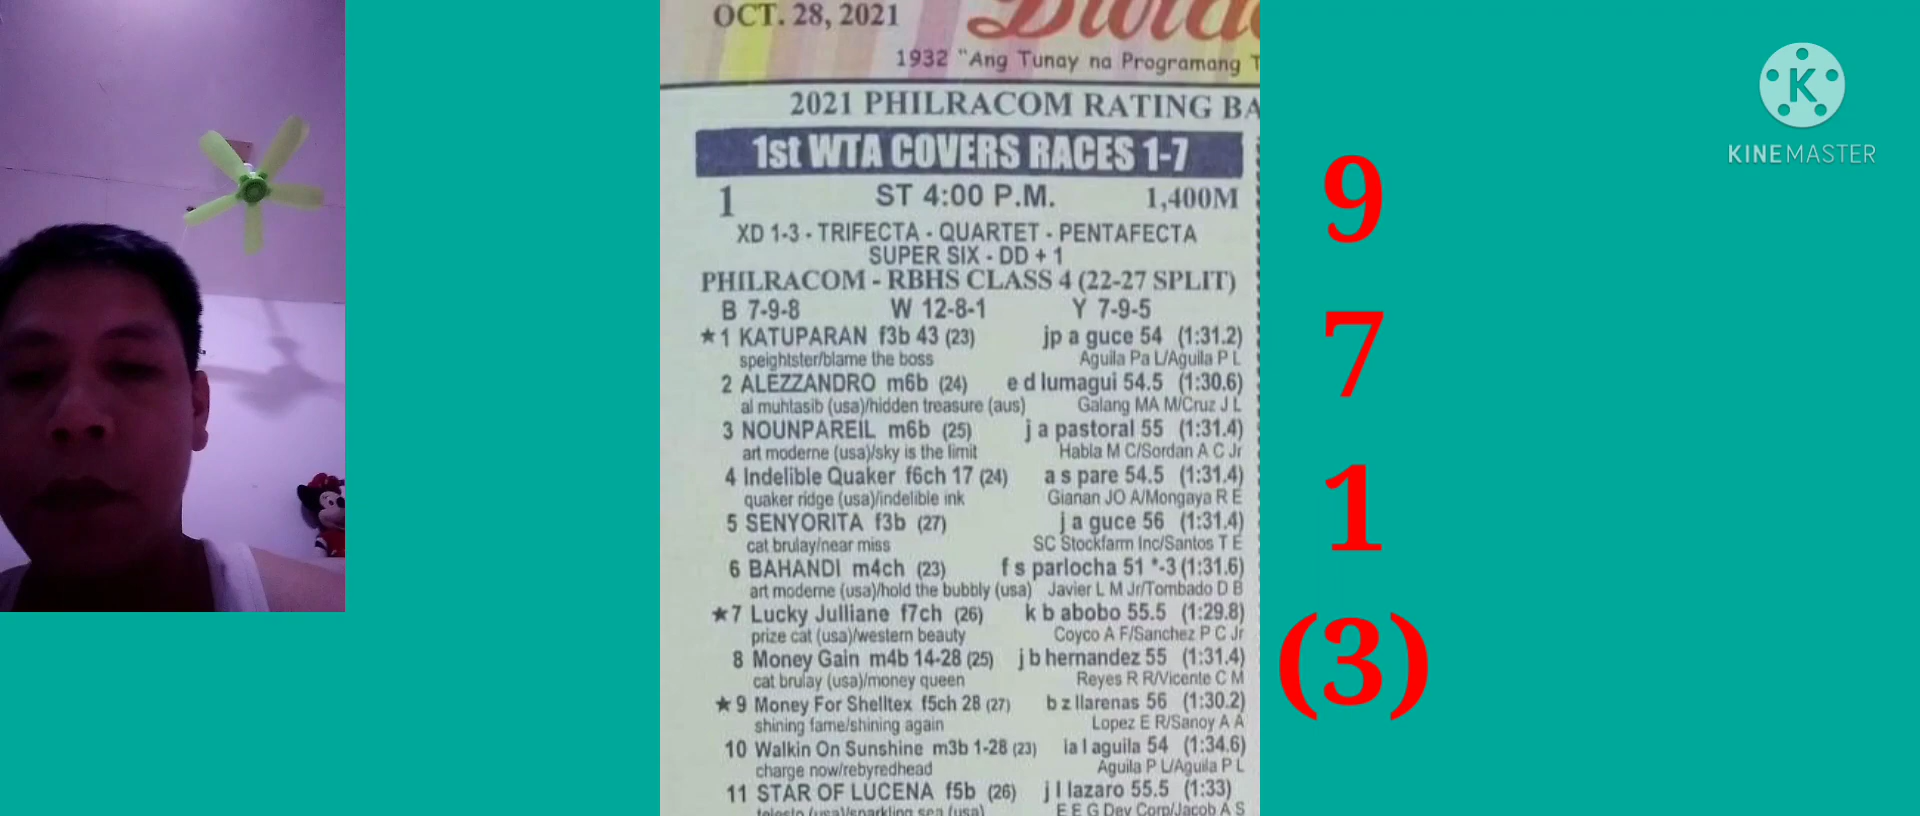 OCT. 28, 2021
1932 "Ang Tunay na Programang
2021 PHILRACOM RATING BA
1st WTA COVERS RACES 1-7
1 ST 4:00 P.M. 1,400M
XD 1-3 - TRIFECTA - QUARTET - PENTAFECTA
SUPER SIX - DD + 1
PHILRACOM - RBHS CLASS 4 (22-27 SPLIT)
B 7-9-8 W 12-8-1 Y 7-9-5
★1 KATUPARAN f3b 43 (23) jp a guce 54 (1:31.2)
speightster/blame the boss Aguila Pa L/Aguila P L
2 ALEZZANDRO m6b (24) e d lumagui 54.5 (1:30.6)
al muhtasib (usa)/hidden treasure (aus) Galang MA M/Cruz J L
3 NOUNPAREIL m6b (25) j a pastoral 55 (1:31.4)
art moderne (usa)/sky is the limit Habla M C/Sordan A C Jr
4 Indelible Quaker f6ch 17 (24) a s pare 54.5 (1:31.4)
quaker ridge (usa)/indelible ink Gianan JO A/Mongaya R E
5 SENYORITA f3b (27) j a guce 56 (1:31.4)
cat brulay/near miss SC Stockfarm Inc/Santos T E
6 BAHANDI m4ch (23) f s parlocha 51 *-3 (1:31.6)
art moderne (usa)/hold the bubbly (usa) Javier L M Jr/Tombado D B
★7 Lucky Julliane f7ch (26) k b abobo 55.5 (1:29.8)
prize cat (usa)/western beauty Coyco A F/Sanchez P C Jr
8 Money Gain m4b 14-28 (25) j b hernandez 55 (1:31.4)
cat brulay (usa)/money queen Reyes R R/Vicente C M
★9 Money For Shelltex f5ch 28 (27) b z llarenas 56 (1:30.2)
shining fame/shining again Lopez E R/Sanoy A A
10 Walkin On Sunshine m3b 1-28 (23) ia l aguila 54 (1:34.6)
charge now/rebyredhead Aguila P L/Aguila P L
11 STAR OF LUCENA f5b (26) j l lazaro 55.5 (1:33)
(usa)/sparkling sea (usa) E E G Dev Corp/Jacob A S
9
7
1
(3)
K
KINEMASTER